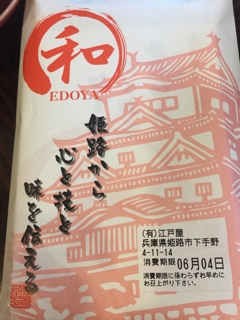 和
EDOYA
姫路から
心と技と
味を伝える
(有)江戸屋
兵庫県姫路市下手野
4-11-14
消費期限 06月04日
消費期限に係わらずお早めに
お召上がり下さい。